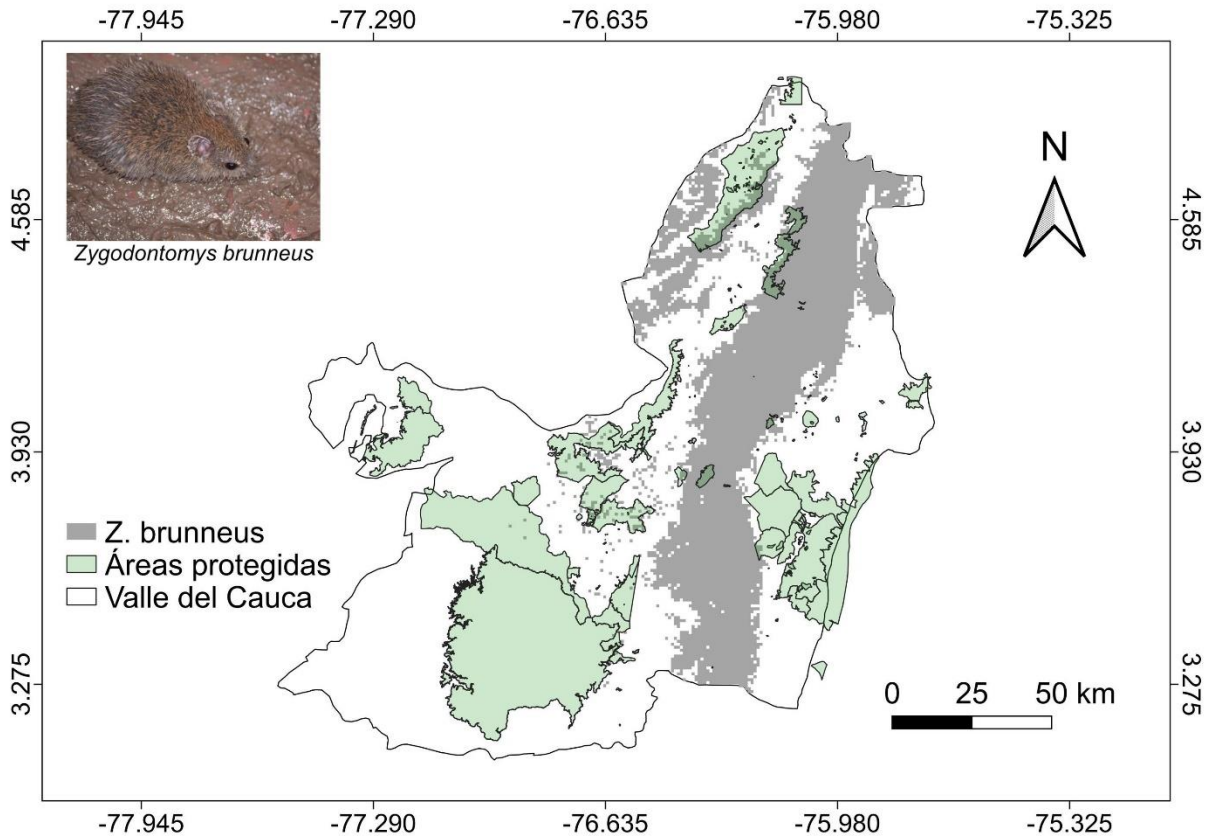 -77.945 -77.290 -76.635 -75.980 -75.325
Zygodontomys brunneus
N
4.585
4.585
3.930
3.930
Z. brunneus
Áreas protegidas
Valle del Cauca
3.275
3.275
0 25 50 km
-77.945 -77.290 -76.635 -75.980 -75.325